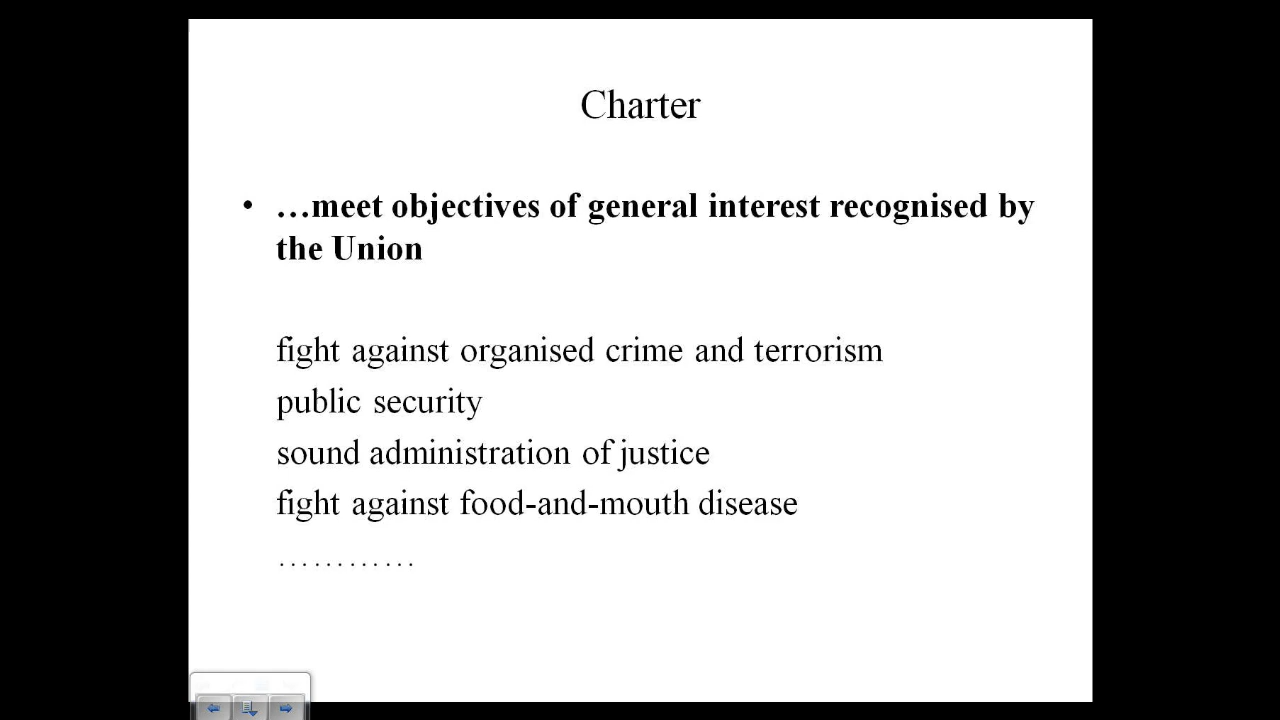 Charter
• …meet objectives of general interest recognised by
the Union
fight against organised crime and terrorism
public security
sound administration of justice
fight against food-and-mouth disease
…………